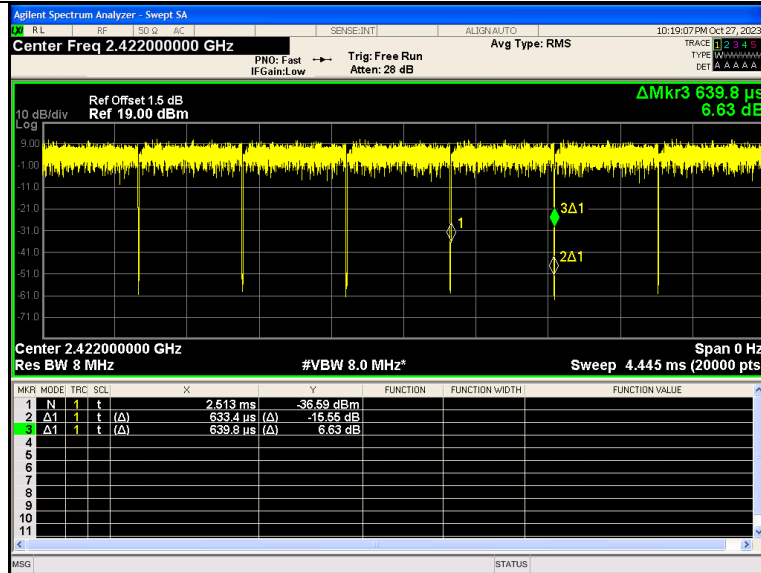 Agilent Spectrum Analyzer - Swept SA
LXI RL RF 50 Ω AC SENSE:INT ALIGN AUTO 10:19:07 PM Oct 27, 2023
Center Freq 2.422000000 GHz Avg Type: RMS TRACE 1 2 3 4 5
PNO: Fast Trig: Free Run TYPE W
IFGain:Low Atten: 28 dB DET A A A A A
ΔMkr3 639.8 µs
6.63 dB
Ref Offset 1.5 dB
10 dB/div Ref 19.00 dBm
Log
9.00
-1.00
-11.0
-21.0
3Δ1
1
-31.0
-41.0
2Δ1
-51.0
-61.0
-71.0
Center 2.422000000 GHz Span 0 Hz
Res BW 8 MHz #VBW 8.0 MHz* Sweep 4.445 ms (20000 pts
MKR MODE TRC SCL X Y FUNCTION FUNCTION WIDTH FUNCTION VALUE
1 N 1 t 2.513 ms -36.59 dBm
2 Δ1 1 t (Δ) 633.4 µs (Δ) -15.55 dB
3 Δ1 1 t (Δ) 639.8 µs (Δ) 6.63 dB
4
5
6
7
8
9
10
11
MSG STATUS